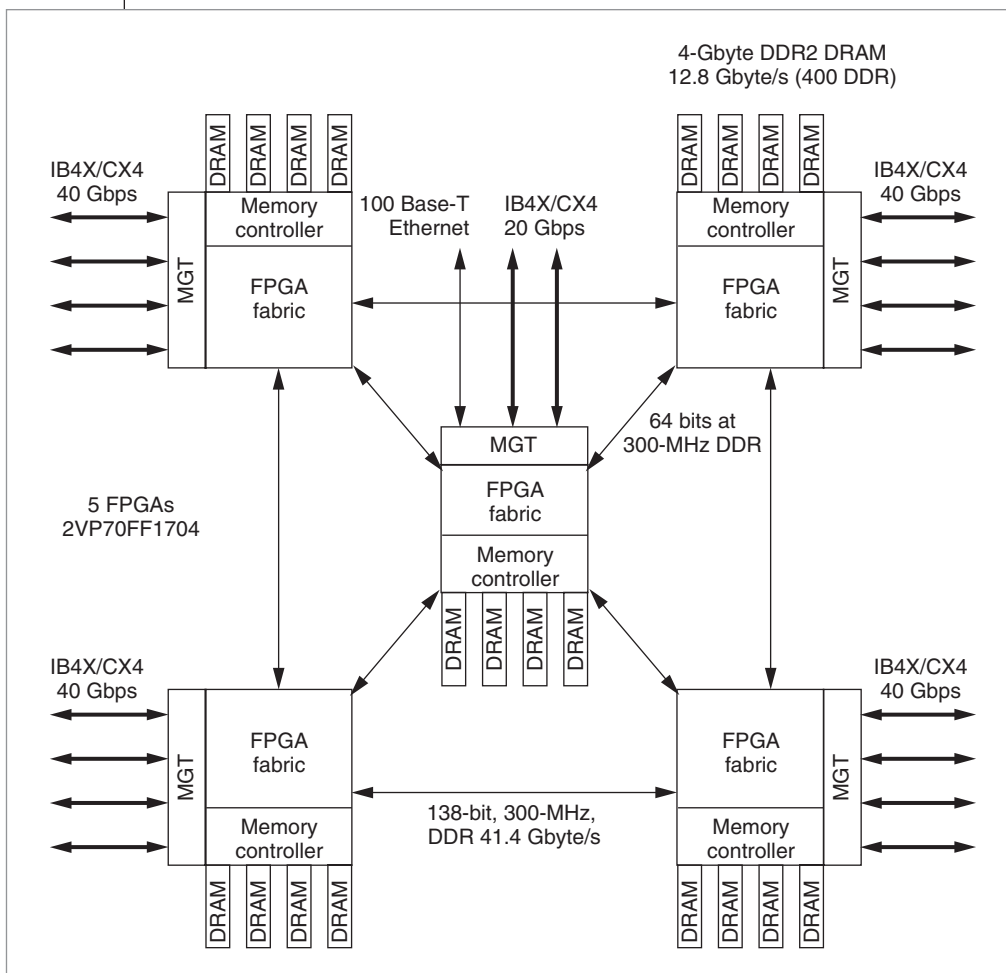 4-Gbyte DDR2 DRAM
12.8 Gbyte/s (400 DDR)
DRAM
DRAM
DRAM
DRAM
DRAM
DRAM
DRAM
DRAM
IB4X/CX4
40 Gbps
100 Base-T
Ethernet
IB4X/CX4
20 Gbps
IB4X/CX4
40 Gbps
MGT
Memory
controller
FPGA
fabric
Memory
controller
FPGA
fabric
MGT
64 bits at
300-MHz DDR
MGT
FPGA
fabric
Memory
controller
DRAM
DRAM
DRAM
DRAM
5 FPGAs
2VP70FF1704
IB4X/CX4
40 Gbps
IB4X/CX4
40 Gbps
MGT
FPGA
fabric
Memory
controller
138-bit, 300-MHz,
DDR 41.4 Gbyte/s
FPGA
fabric
Memory
controller
MGT
DRAM
DRAM
DRAM
DRAM
DRAM
DRAM
DRAM
DRAM